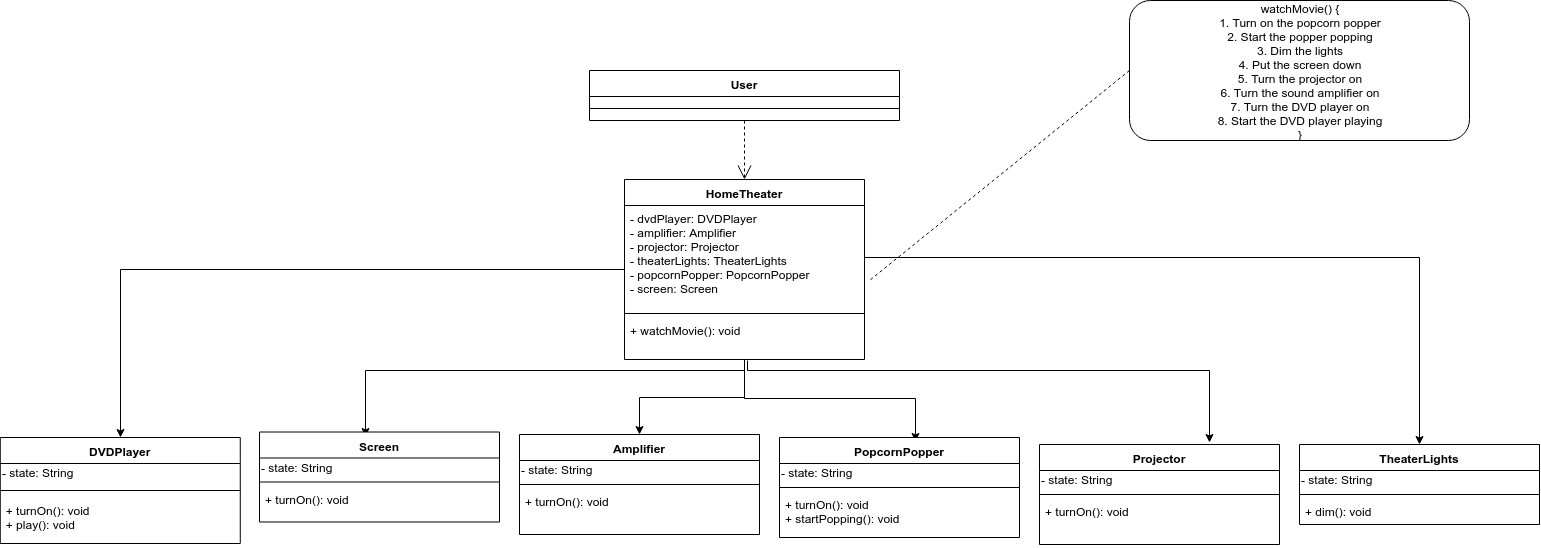 watchMovie() {
1. Turn on the popcorn popper
2. Start the popper popping
3. Dim the lights
4. Put the screen down
5. Turn the projector on
6. Turn the sound amplifier on
7. Turn the DVD player on
8. Start the DVD player playing
}
User
HomeTheater
- dvdPlayer: DVDPlayer
- amplifier: Amplifier
- projector: Projector
- theaterLights: TheaterLights
- popcornPopper: PopcornPopper
- screen: Screen
+ watchMovie(): void
DVDPlayer
- state: String
+ turnOn(): void
+ play(): void
Screen
- state: String
+ turnOn(): void
Amplifier
- state: String
+ turnOn(): void
PopcornPopper
- state: String
+ turnOn(): void
+ startPopping(): void
Projector
- state: String
+ turnOn(): void
TheaterLights
- state: String
+ dim(): void